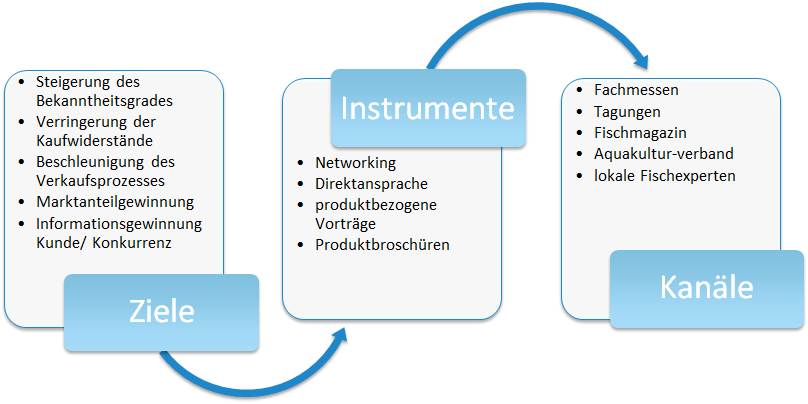 • Steigerung des
Bekanntheitsgrades
• Verringerung der
Kaufwiderstände
• Beschleunigung des
Verkaufsprozesses
• Marktanteilgewinnung
• Informationsgewinnung
Kunde/ Konkurrenz
Ziele
Instrumente
• Networking
• Direktansprache
• produktbezogene
Vorträge
• Produktbroschüren
• Fachmessen
• Tagungen
• Fischmagazin
• Aquakultur-verband
• lokale Fischexperten
Kanäle